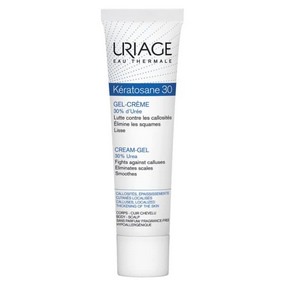 URIAGE
EAU THERMALE
Kératosane 30
GEL-CRÈME
30% d'Urée
Lutte contre les callosités
Élimine les squames
Lisse
CREAM-GEL
30% Urea
Fights against calluses
Eliminates scales
Smoothes
CALLOSITÉS, ÉPAISSISSEMENTS
CUTANÉS LOCALISÉS
CALLUSES, LOCALIZED
THICKENING OF THE SKIN
CORPS - CUIR CHEVELU
BODY - SCALP
SANS PARFUM FRAGRANCE FREE
HYPOALLERGÉNIQUE